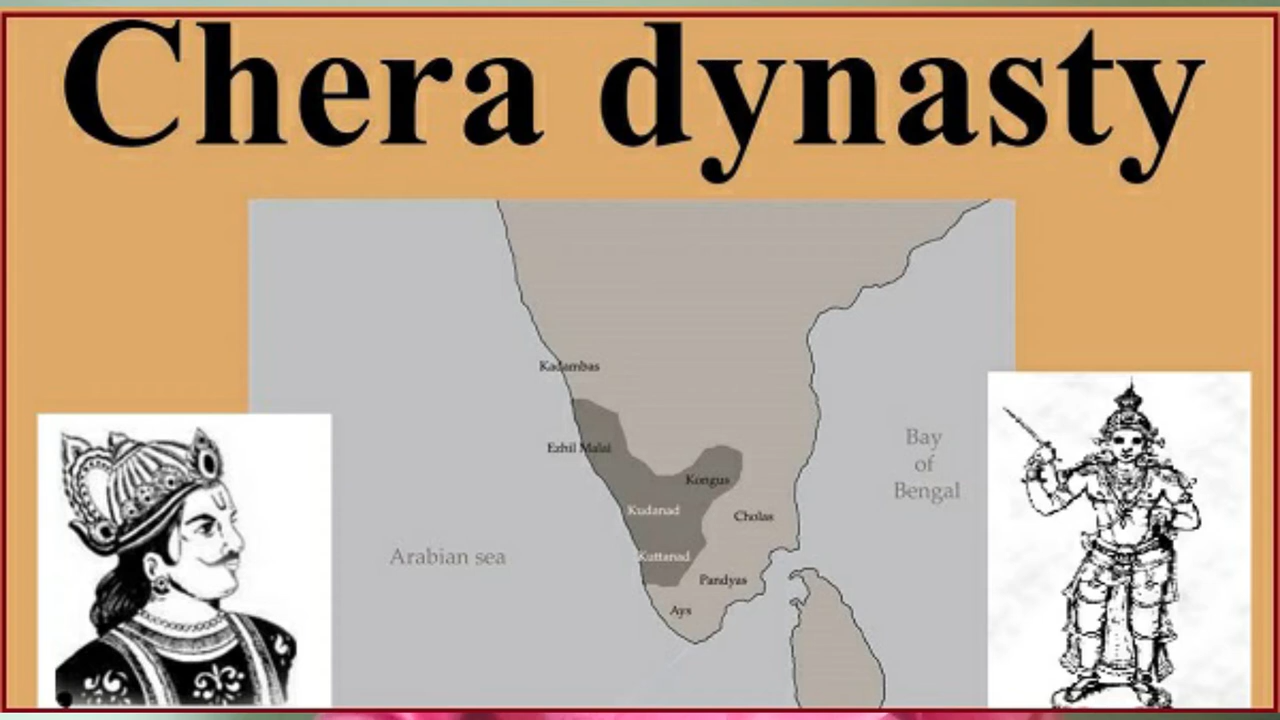 Chera dynasty
Kadambas
Ezhil Malai
Kongus
Kudanad
Cholas
Kuttanad
Pandyas
Ays
Arabian sea
Bay
of
Bengal